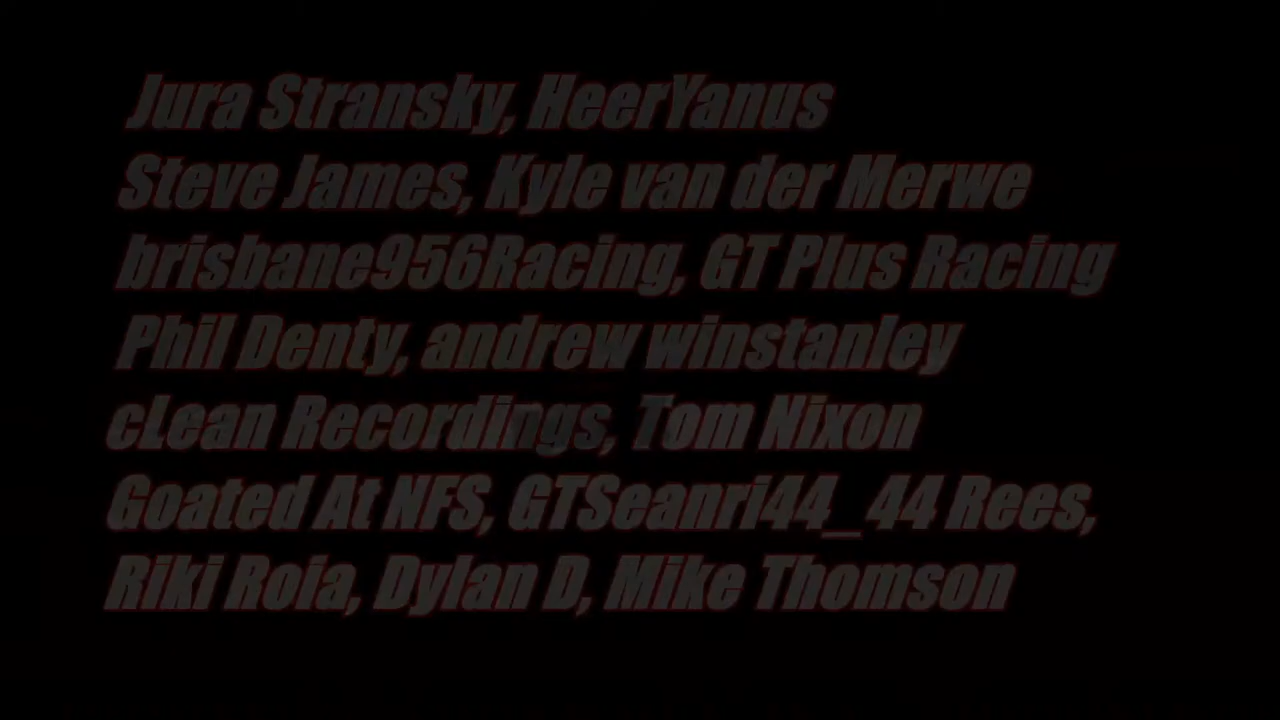 Jura Stransky, HeerYanus
Steve James, Kyle van der Merwe
brisbane956Racing, GT Plus Racing
Phil Denty, andrew winstanley
cLean Recordings, Tom Nixon
Goated At NFS, GTSeanri44_44 Rees,
Riki Roia, Dylan D, Mike Thomson